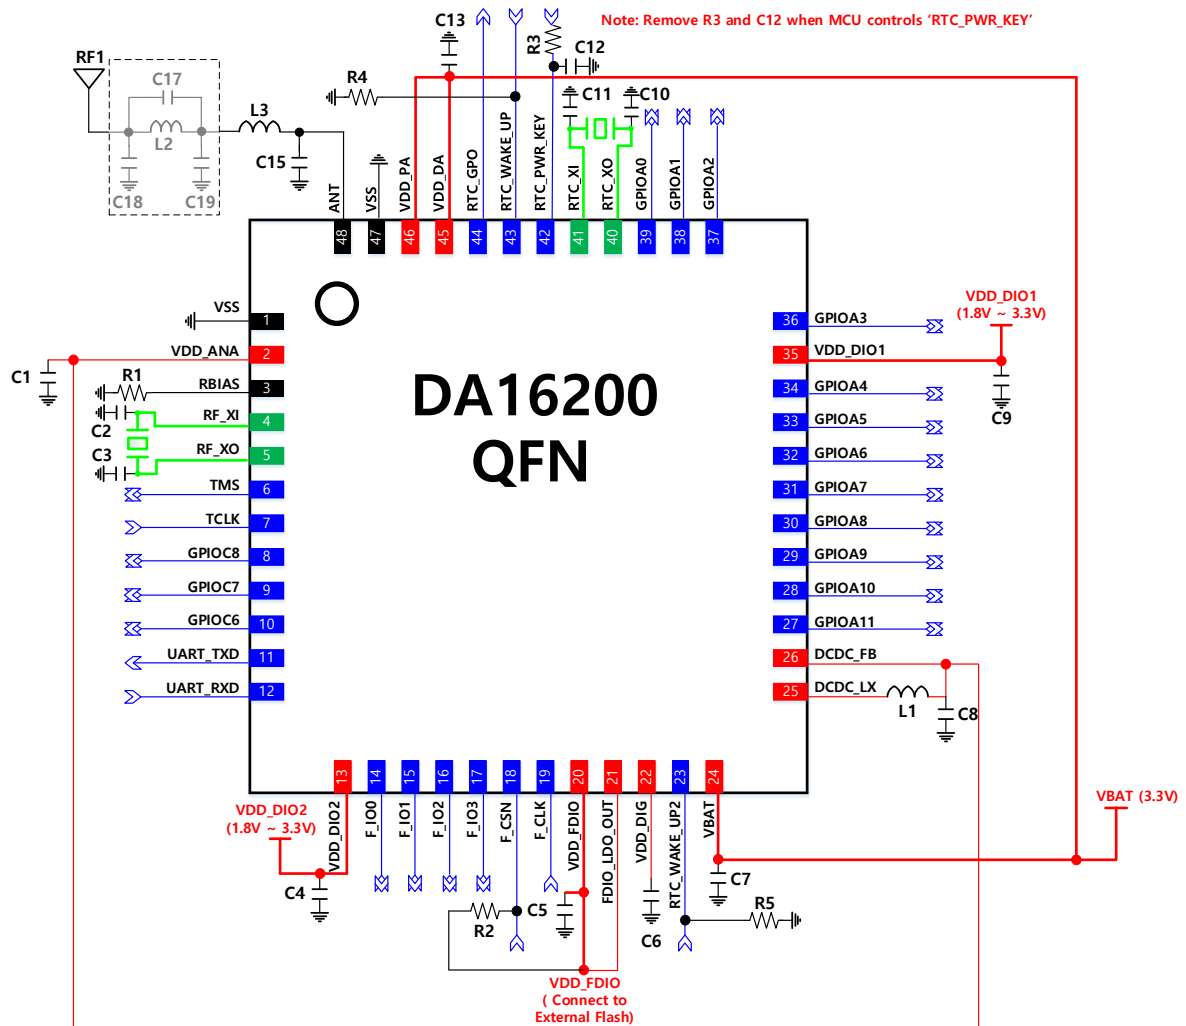 Note: Remove R3 and C12 when MCU controls ‘RTC_PWR_KEY’
C13
R3
C12
RF1
C17
L2
C18
C19
L3
C15
R4
C11
C10
ANT
VSS
VDD_PA
VDD_DA
RTC_GPO
RTC_WAKE_UP
RTC_PWR_KEY
RTC_XI
RTC_XO
GPIOA0
GPIOA1
GPIOA2
48
47
46
45
44
43
42
41
40
39
38
37
DA16200
QFN
VSS
1
VDD_ANA
2
C1
R1
RBIAS
3
C2
RF_XI
4
C3
RF_XO
5
TMS
6
TCLK
7
GPIOC8
8
GPIOC7
9
GPIOC6
10
UART_TXD
11
UART_RXD
12
VDD_DIO1
(1.8V ~ 3.3V)
36
GPIOA3
35
VDD_DIO1
C9
34
GPIOA4
33
GPIOA5
32
GPIOA6
31
GPIOA7
30
GPIOA8
29
GPIOA9
28
GPIOA10
27
GPIOA11
26
DCDC_FB
25
DCDC_LX
L1
C8
13
14
15
16
17
18
19
20
21
22
23
24
VDD_DIO2
(1.8V ~ 3.3V)
VDD_DIO2
F_IO0
F_IO1
F_IO2
F_IO3
F_CSN
F_CLK
VDD_FDIO
FDIO_LDO_OUT
VDD_DIG
RTC_WAKE_UP2
VBAT
VBAT (3.3V)
C4
R2
C5
C6
C7
R5
VDD_FDIO
( Connect to
External Flash)